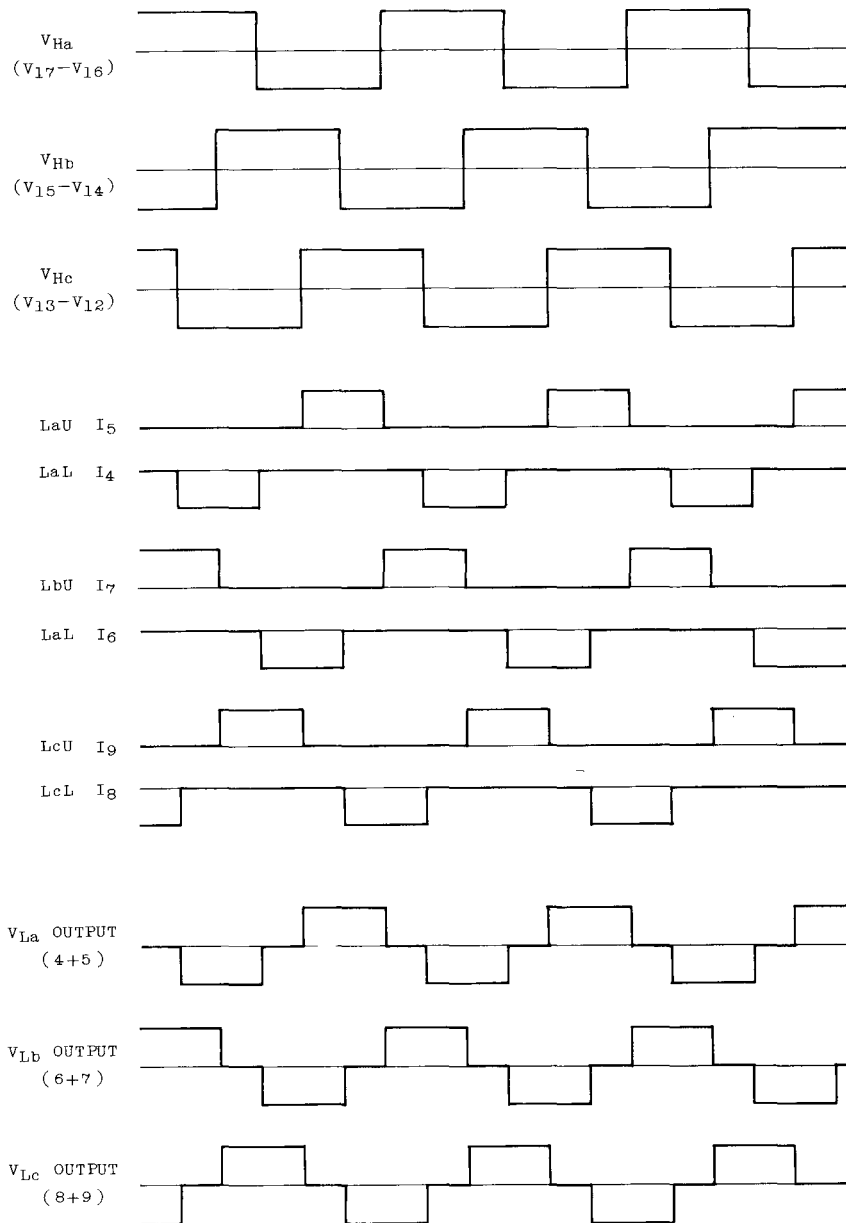 VHa
(V17−V16)
VHb
(V15−V14)
VHc
(V13−V12)
LaU I5
LaL I4
LbU I7
LaL I6
LcU I9
LcL I8
VLa OUTPUT
(4+5)
VLb OUTPUT
(6+7)
VLc OUTPUT
(8+9)